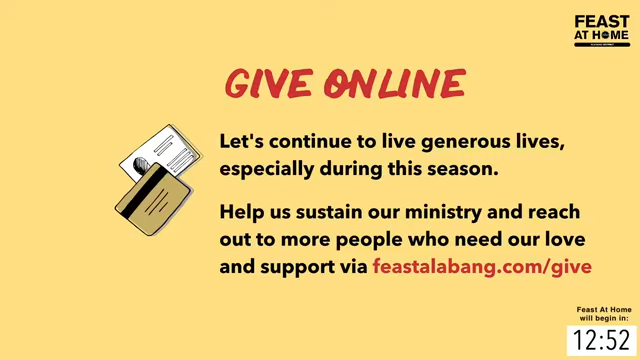 FEAST
AT HOME
GIVE ONLINE
Let's continue to live generous lives,
especially during this season.
Help us sustain our ministry and reach
out to more people who need our love
and support via feastalabang.com/give
Feast At Home
will begin in:
12:52